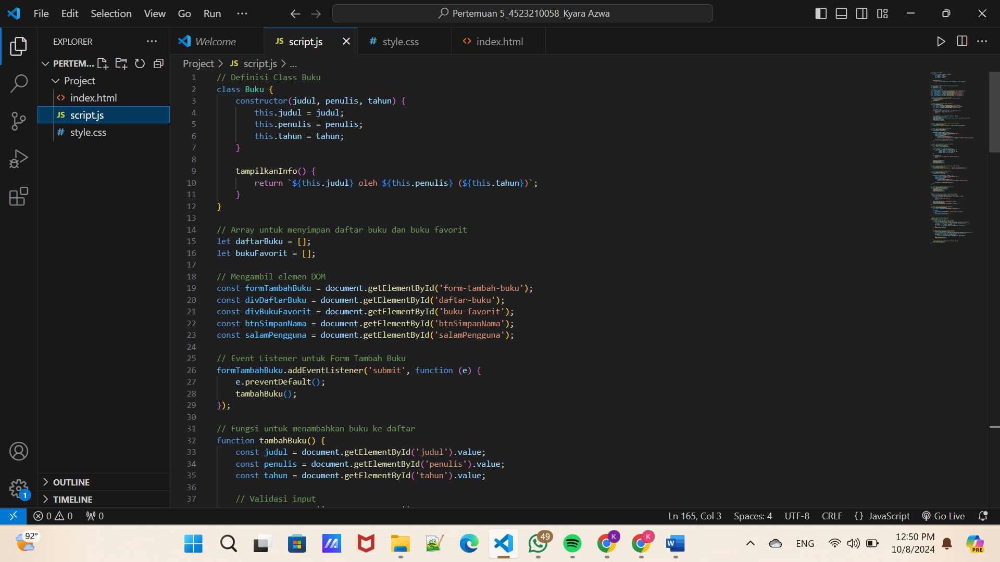 File Edit Selection View Go Run ···
Pertemuan 5_4523210058_Kyara Azwa
EXPLORER ···
PERTEM...
Project
index.html
JS script.js
# style.css
OUTLINE
TIMELINE
Welcome
JS script.js
# style.css
index.html
Project > JS script.js > ...
1 // Definisi Class Buku
2 class Buku {
3 constructor(judul, penulis, tahun) {
4 this.judul = judul;
5 this.penulis = penulis;
6 this.tahun = tahun;
7 }
8
9 tampilkanInfo() {
10 return `${this.judul} oleh ${this.penulis} (${this.tahun})`;
11 }
12 }
13
14 // Array untuk menyimpan daftar buku dan buku favorit
15 let daftarBuku = [];
16 let bukuFavorit = [];
17
18 // Mengambil elemen DOM
19 const formTambahBuku = document.getElementById('form-tambah-buku');
20 const divDaftarBuku = document.getElementById('daftar-buku');
21 const divBukuFavorit = document.getElementById('buku-favorit');
22 const btnSimpanNama = document.getElementById('btnSimpanNama');
23 const salamPengguna = document.getElementById('salamPengguna');
24
25 // Event Listener untuk Form Tambah Buku
26 formTambahBuku.addEventListener('submit', function (e) {
27 e.preventDefault();
28 tambahBuku();
29 });
30
31 // Fungsi untuk menambahkan buku ke daftar
32 function tambahBuku() {
33 const judul = document.getElementById('judul').value;
34 const penulis = document.getElementById('penulis').value;
35 const tahun = document.getElementById('tahun').value;
36
37 // Validasi input
1
0 0 0
Ln 165, Col 3 Spaces: 4 UTF-8 CRLF {} JavaScript Go Live
92°
49
K
K
W
ENG
12:50 PM
10/8/2024
PRE